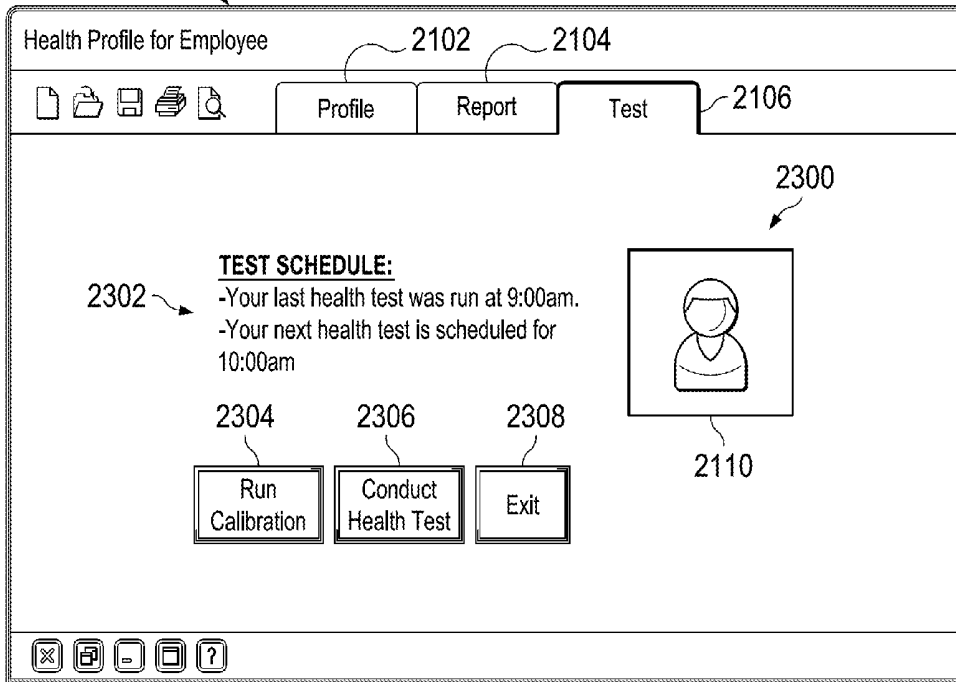 Health Profile for Employee
2102
2104
Profile
Report
Test
2106
2300
TEST SCHEDULE:
2302
-Your last health test was run at 9:00am.
-Your next health test is scheduled for
10:00am
2304
2306
2308
2110
Run
Calibration
Conduct
Health Test
Exit
?